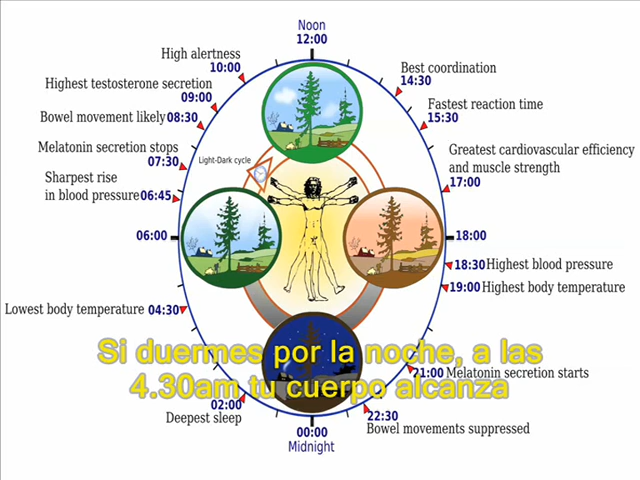 Noon
12:00
High alertness
10:00
Highest testosterone secretion
09:00
Bowel movement likely 08:30
Melatonin secretion stops
07:30
Sharpest rise
in blood pressure 06:45
06:00
Lowest body temperature 04:30
02:00
Deepest sleep
00:00
Midnight
Light-Dark cycle
Best coordination
14:30
Fastest reaction time
15:30
Greatest cardiovascular efficiency
and muscle strength
17:00
18:00
18:30 Highest blood pressure
19:00 Highest body temperature
21:00 Melatonin secretion starts
22:30
Bowel movements suppressed
Si duermes por la noche, a las
4.30am tu cuerpo alcanza